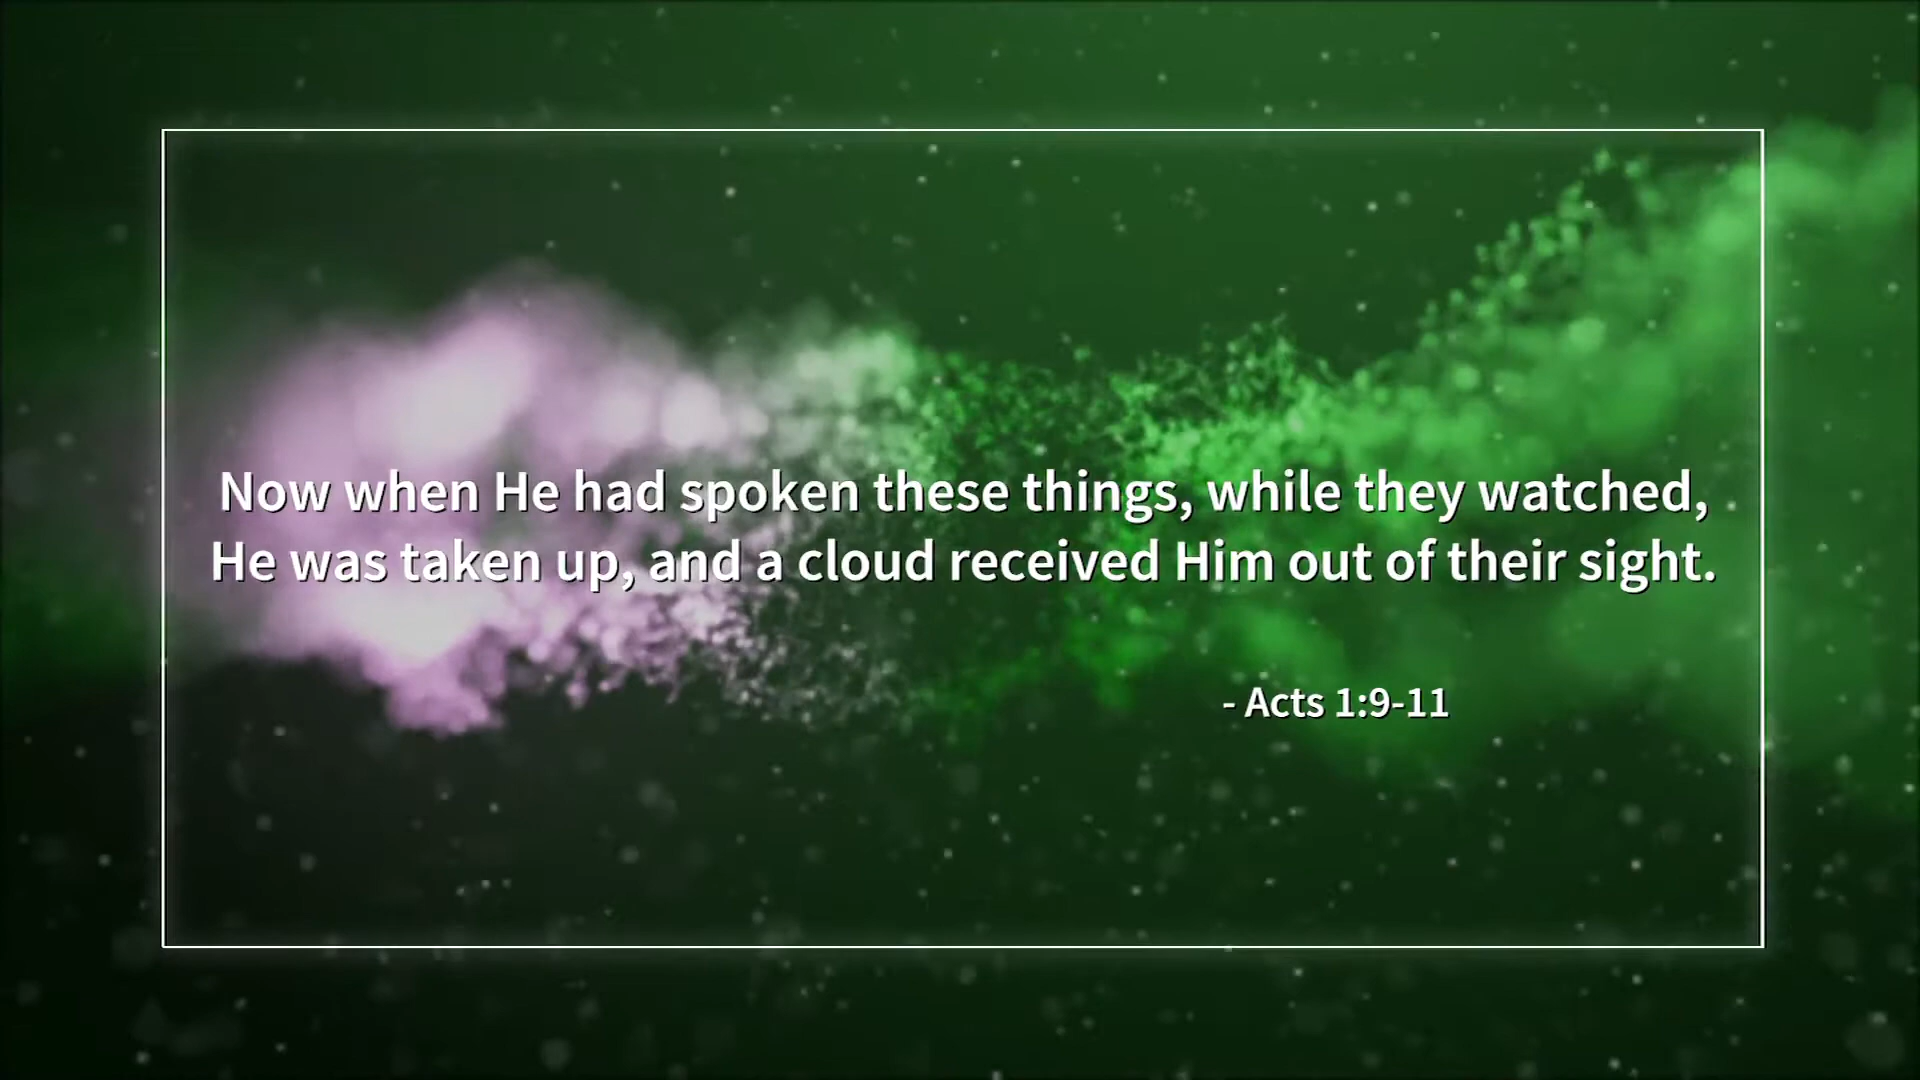 Now when He had spoken these things, while they watched,
He was taken up, and a cloud received Him out of their sight.
- Acts 1:9-11